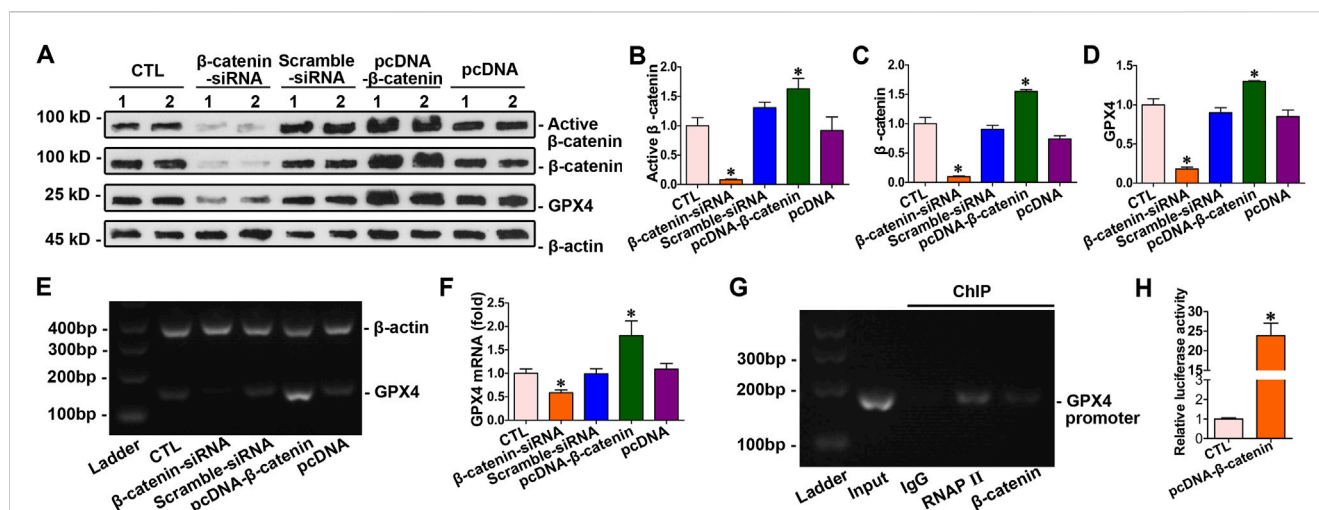 A
CTL
β-catenin
-siRNA
Scramble
-siRNA
pcDNA
-β-catenin
pcDNA
1 2 1 2 1 2 1 2 1 2
100 kD -
- Active
β-catenin
100 kD -
- β-catenin
25 kD -
- GPX4
45 kD -
- β-actin
B
Active β -catenin
2.0
1.5
1.0
0.5
0.0
*
*
CTL
β-catenin-siRNA
Scramble-siRNA
pcDNA-β-catenin
pcDNA
C
β -catenin
2.0
1.5
1.0
0.5
0.0
*
*
CTL
β-catenin-siRNA
Scramble-siRNA
pcDNA-β-catenin
pcDNA
D
GPX4
1.5
1.0
0.5
0.0
*
*
CTL
β-catenin-siRNA
Scramble-siRNA
pcDNA-β-catenin
pcDNA
E
400bp -
300bp -
200bp -
100bp -
- β-actin
- GPX4
Ladder
CTL
β-catenin-siRNA
Scramble-siRNA
pcDNA-β-catenin
pcDNA
F
GPX4 mRNA (fold)
2.5
2.0
1.5
1.0
0.5
0.0
*
*
CTL
β-catenin-siRNA
Scramble-siRNA
pcDNA-β-catenin
pcDNA
G
ChIP
300bp -
200bp -
100bp -
- GPX4
promoter
Ladder
Input
IgG
RNAP II
β-catenin
H
Relative luciferase activity
30
25
20
15
10
5
2
1
0
*
CTL
pcDNA-β-catenin